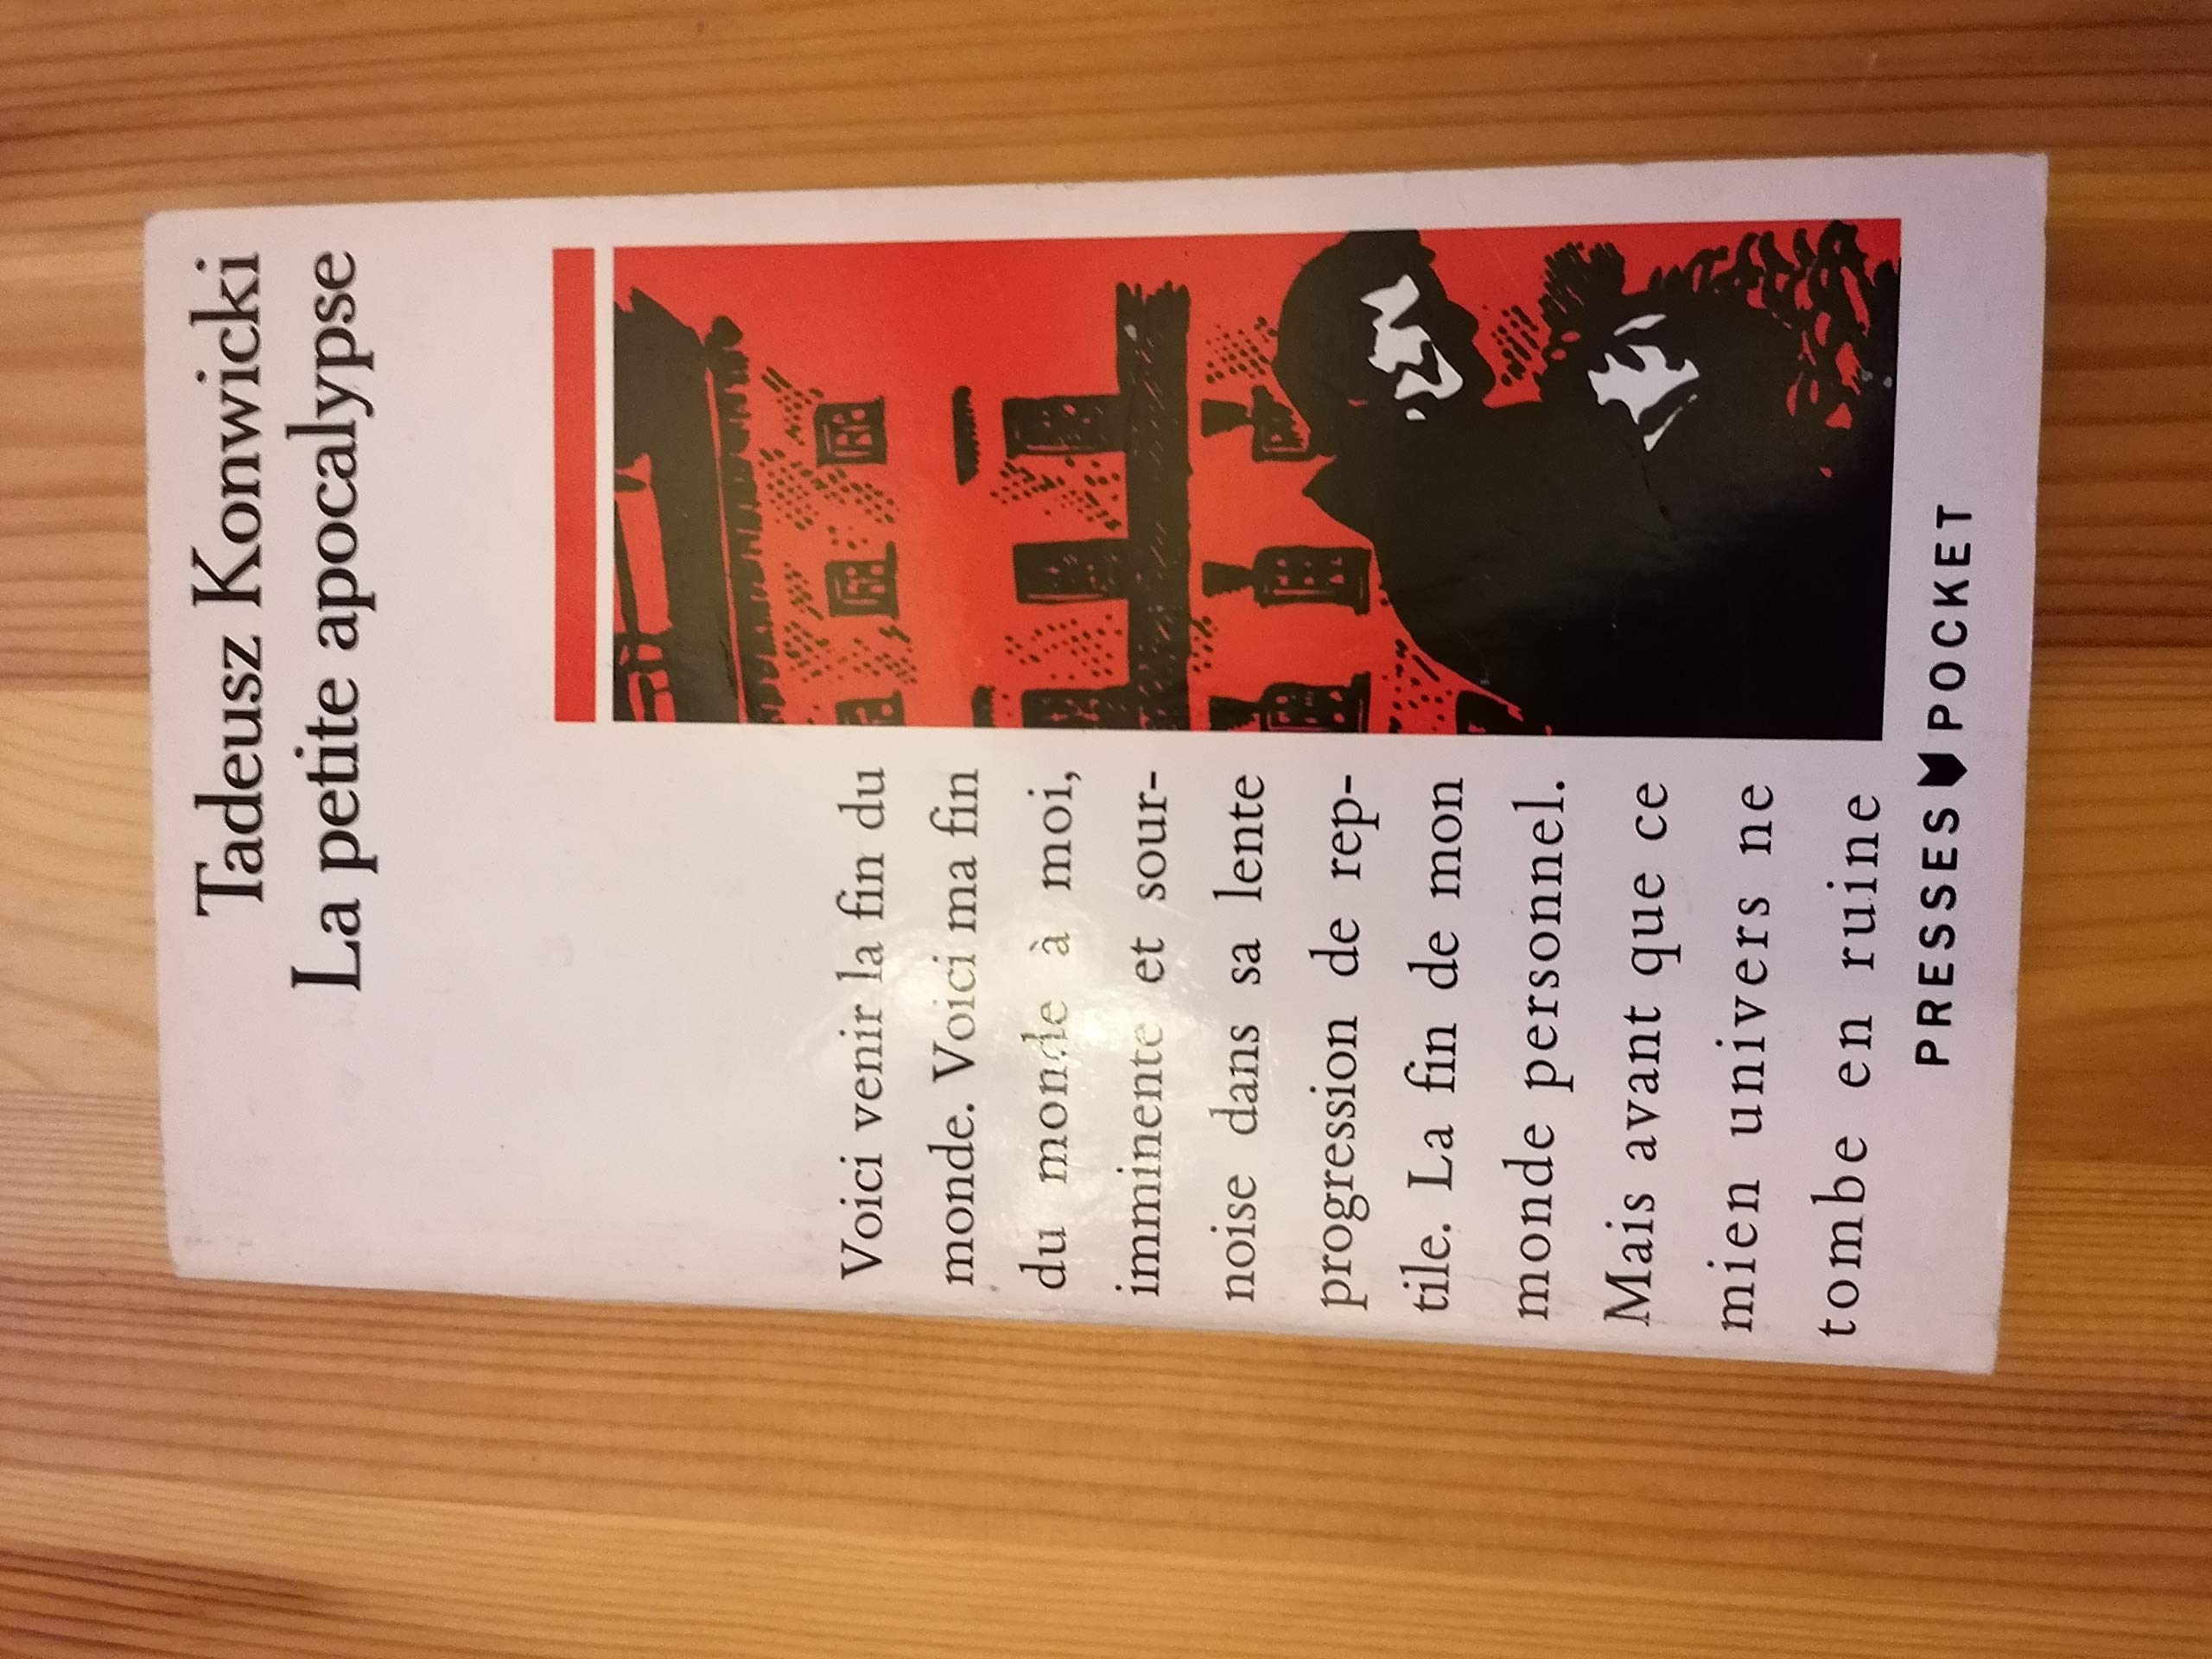 Tadeusz Konwicki
La petite apocalypse
Voici venir la fin du
monde. Voici ma fin
du monde à moi,
imminente et sour-
noise dans sa lente
progression de rep-
tile. La fin de mon
monde personnel.
Mais avant que ce
mien univers ne
tombe en ruine
PRESSES POCKET